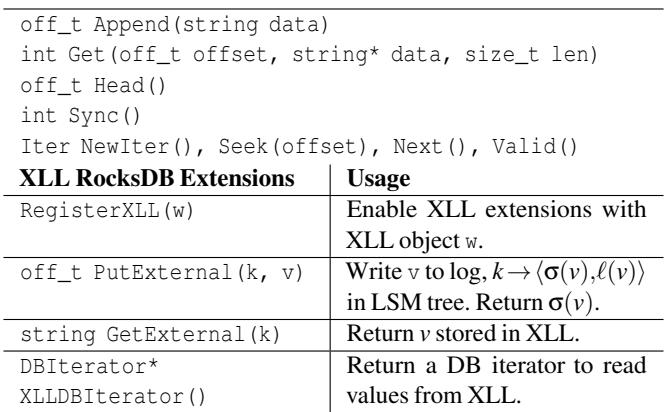 off_t Append(string data)
int Get(off_t offset, string* data, size_t len)
off_t Head()
int Sync()
Iter NewIter(), Seek(offset), Next(), Valid()
XLL RocksDB Extensions Usage
RegisterXLL(w) Enable XLL extensions with
XLL object w.
off_t PutExternal(k, v) Write v to log, k→⟨σ(v),ℓ(v)⟩
in LSM tree. Return σ(v).
string GetExternal(k) Return v stored in XLL.
DBIterator* Return a DB iterator to read
XLLDBIterator() values from XLL.